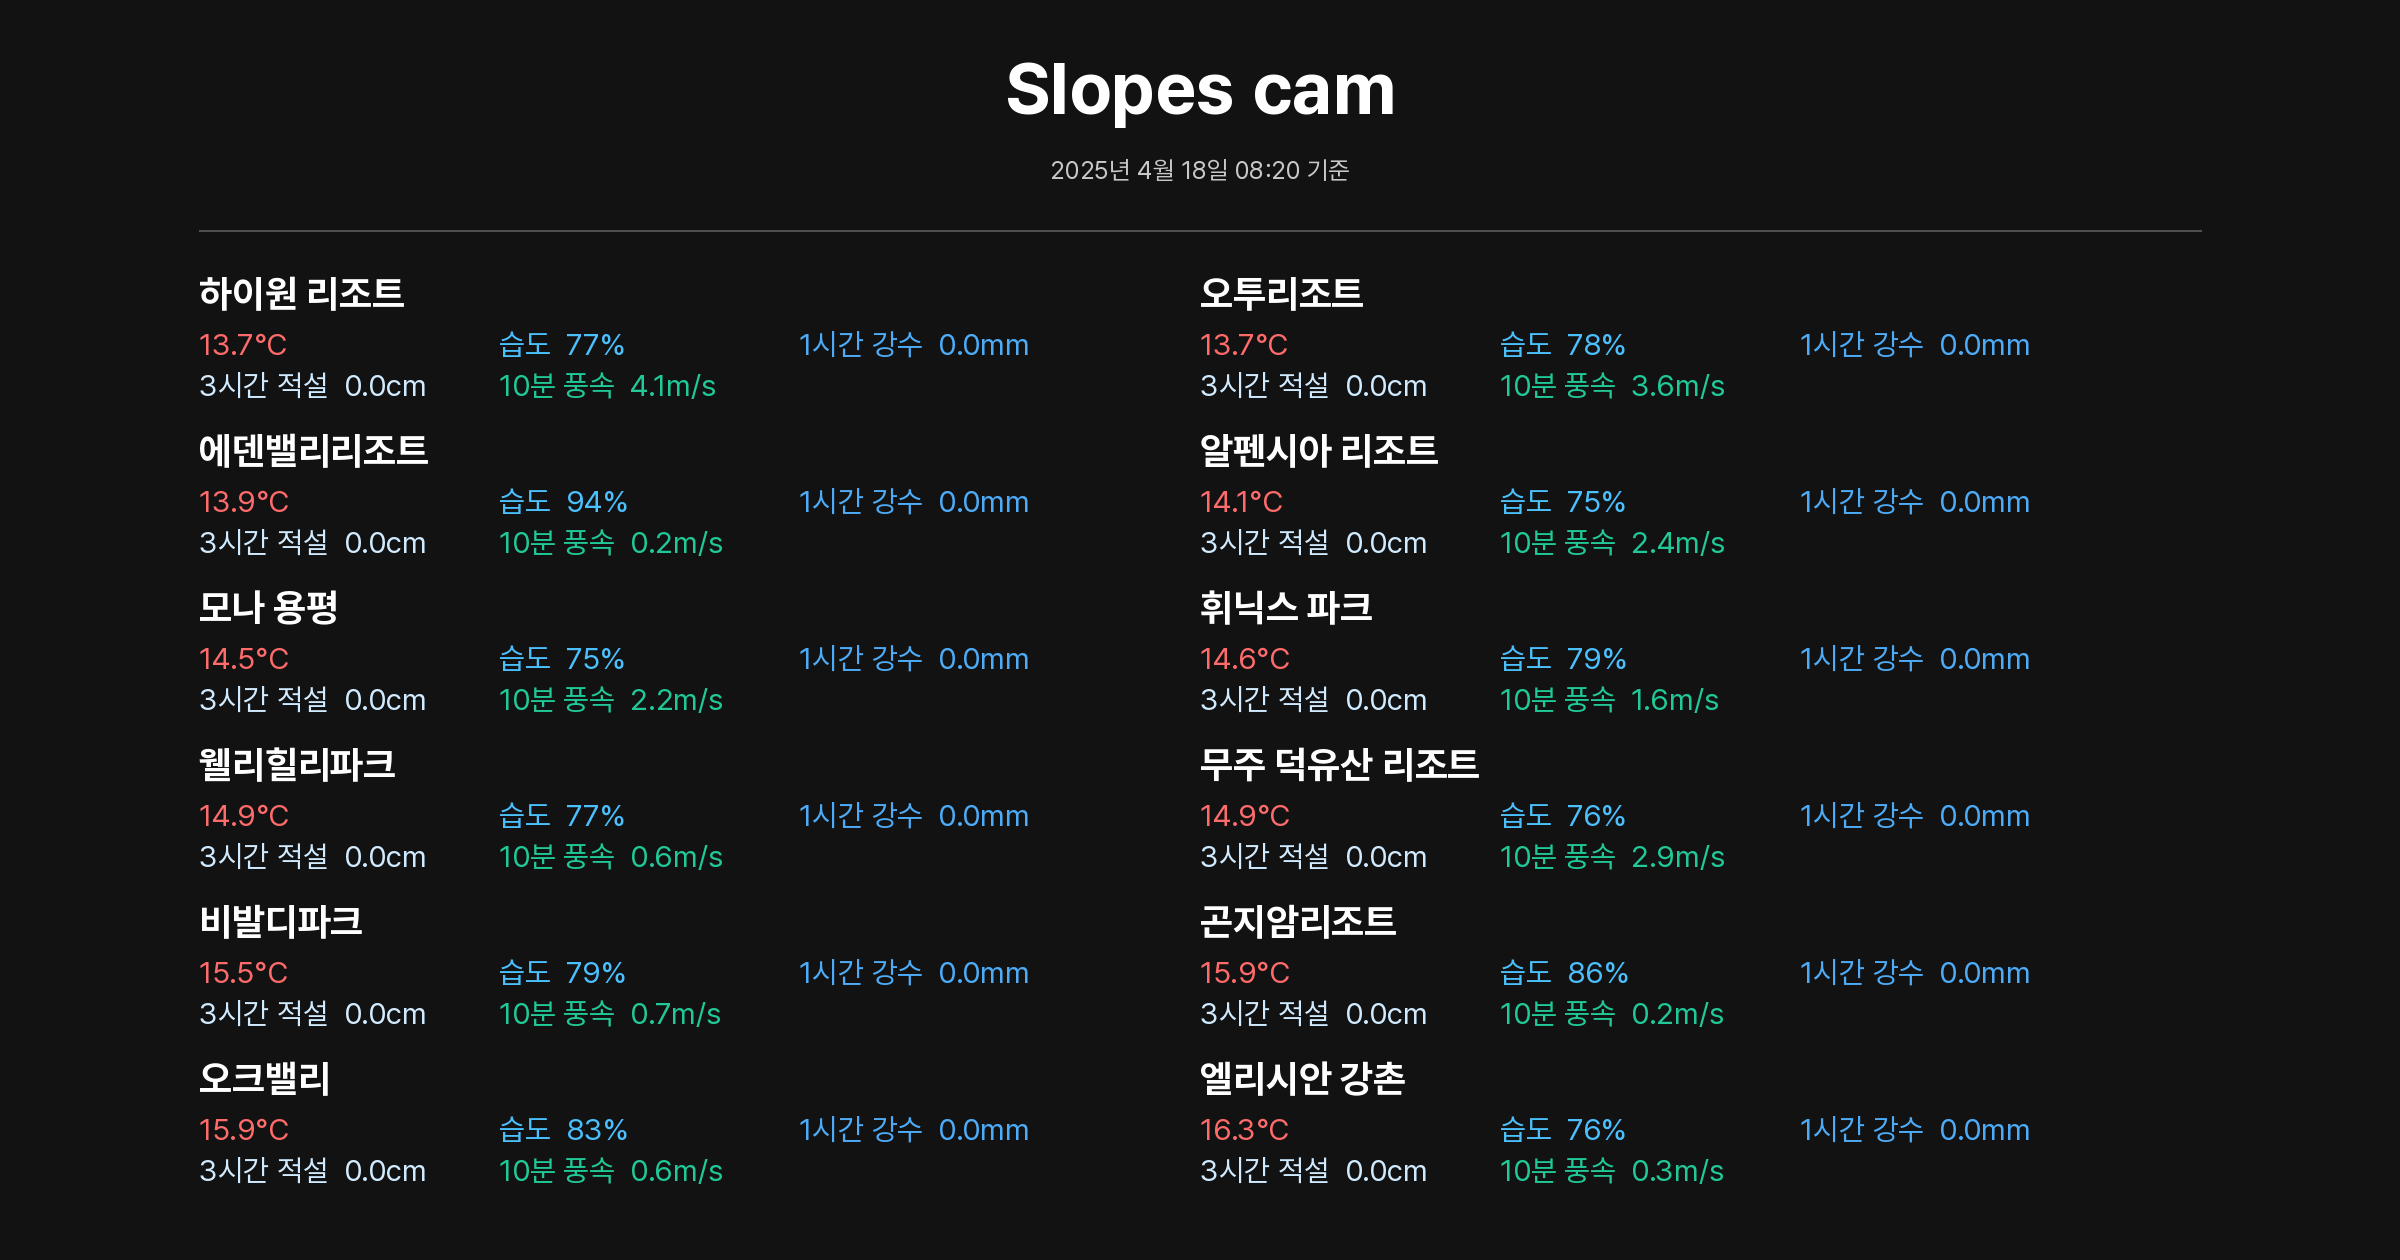 Slopes cam
2025년 4월 18일 08:20 기준
하이원 리조트
13.7°C 습도 77% 1시간 강수 0.0mm
3시간 적설 0.0cm 10분 풍속 4.1m/s
오투리조트
13.7°C 습도 78% 1시간 강수 0.0mm
3시간 적설 0.0cm 10분 풍속 3.6m/s
에덴밸리리조트
13.9°C 습도 94% 1시간 강수 0.0mm
3시간 적설 0.0cm 10분 풍속 0.2m/s
알펜시아 리조트
14.1°C 습도 75% 1시간 강수 0.0mm
3시간 적설 0.0cm 10분 풍속 2.4m/s
모나 용평
14.5°C 습도 75% 1시간 강수 0.0mm
3시간 적설 0.0cm 10분 풍속 2.2m/s
휘닉스 파크
14.6°C 습도 79% 1시간 강수 0.0mm
3시간 적설 0.0cm 10분 풍속 1.6m/s
웰리힐리파크
14.9°C 습도 77% 1시간 강수 0.0mm
3시간 적설 0.0cm 10분 풍속 0.6m/s
무주 덕유산 리조트
14.9°C 습도 76% 1시간 강수 0.0mm
3시간 적설 0.0cm 10분 풍속 2.9m/s
비발디파크
15.5°C 습도 79% 1시간 강수 0.0mm
3시간 적설 0.0cm 10분 풍속 0.7m/s
곤지암리조트
15.9°C 습도 86% 1시간 강수 0.0mm
3시간 적설 0.0cm 10분 풍속 0.2m/s
오크밸리
15.9°C 습도 83% 1시간 강수 0.0mm
3시간 적설 0.0cm 10분 풍속 0.6m/s
엘리시안 강촌
16.3°C 습도 76% 1시간 강수 0.0mm
3시간 적설 0.0cm 10분 풍속 0.3m/s